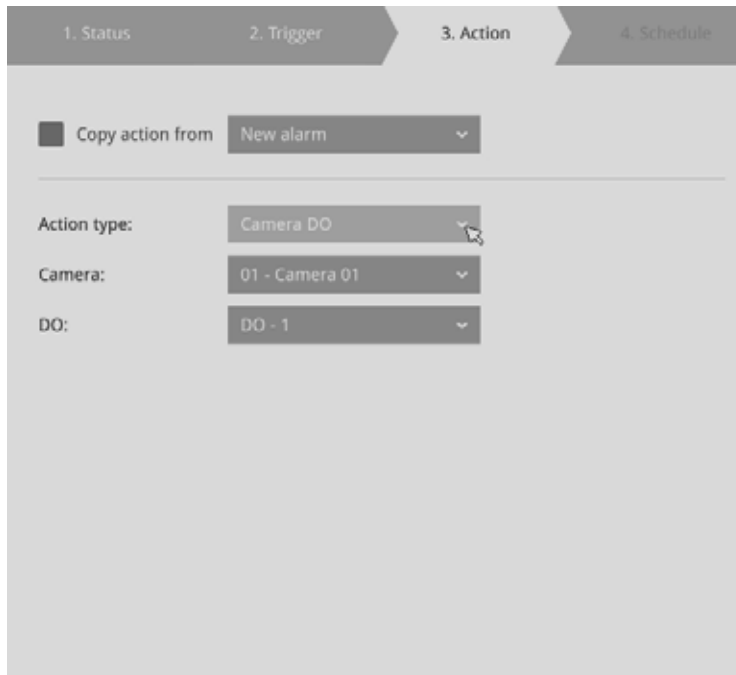 1. Status 2. Trigger 3. Action 4. Schedule
Copy action from New alarm
Action type: Camera DO
Camera: 01 - Camera 01
DO: DO - 1